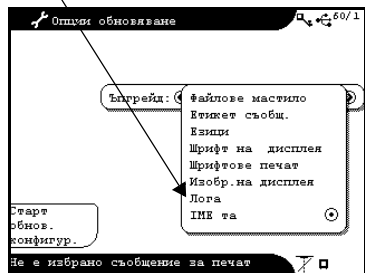 Опции обновяване
60/1
Ъпгрейд:
Файлове мастило
Етикет съобщ.
Езици
Шрифт на дисплея
Шрифтове печат
Изобр.на дисплея
Лога
IME та
Старт
обнов.
конфигур.
Не е избрано съобщение за печат